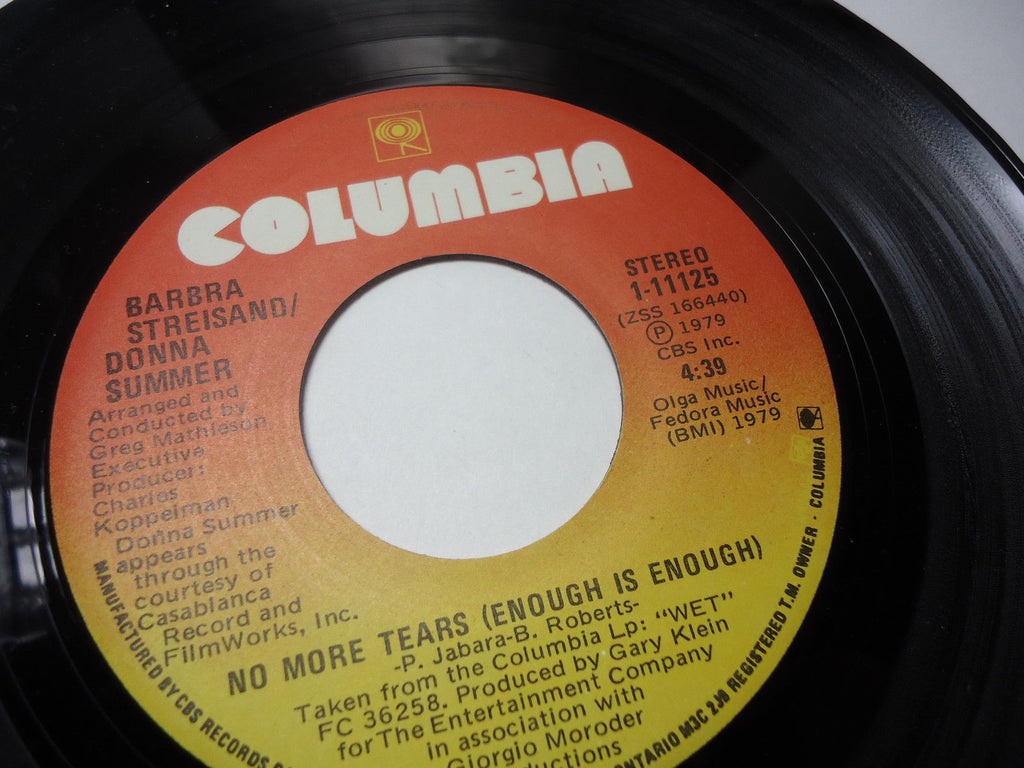 COLUMBIA
BARBRA
STREISAND/
DONNA
SUMMER
Arranged and
Conducted by
Greg Mathieson
Executive
Producer:
Charles
Koppelman
Donna Summer
appears
through the
courtesy of
Casablanca
Record and
FilmWorks, Inc.
STEREO
1-11125
(ZSS 166440)
Ⓟ 1979
CBS Inc.
4:39
Olga Music/
Fedora Music
(BMI) 1979
NO MORE TEARS (ENOUGH IS ENOUGH)
-P. Jabara-B. Roberts-
Taken from the Columbia Lp: "WET"
FC 36258. Produced by Gary Klein
for The Entertainment Company
in association with
Giorgio Moroder
MANUFACTURED BY CBS RECORDS
M3C 2J9 REGISTERED T.M. OWNER · COLUMBIA